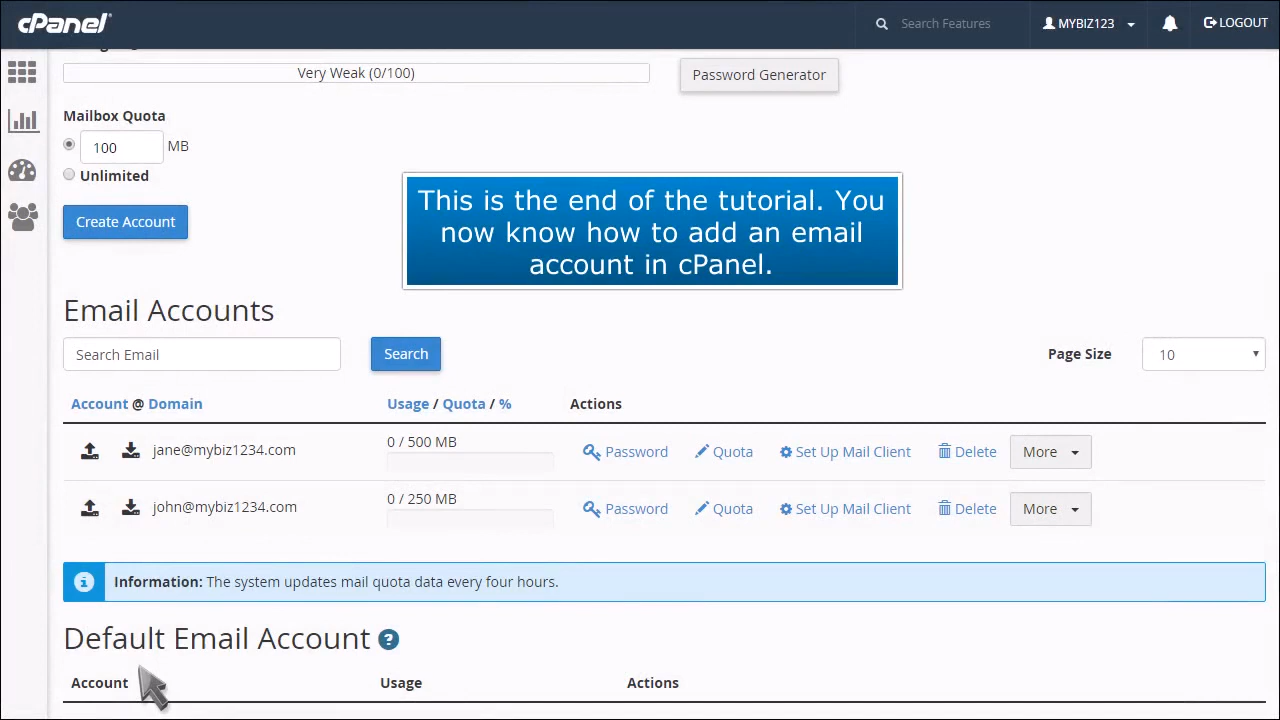 cPanel
Search Features
MYBIZ123
LOGOUT
Very Weak (0/100)
Password Generator
Mailbox Quota
100 MB
Unlimited
Create Account
This is the end of the tutorial. You
now know how to add an email
account in cPanel.
Email Accounts
Search Email
Search
Page Size
10
Account @ Domain
Usage / Quota / %
Actions
jane@mybiz1234.com
0 / 500 MB
Password
Quota
Set Up Mail Client
Delete
More
john@mybiz1234.com
0 / 250 MB
Password
Quota
Set Up Mail Client
Delete
More
Information: The system updates mail quota data every four hours.
Default Email Account
Account
Usage
Actions